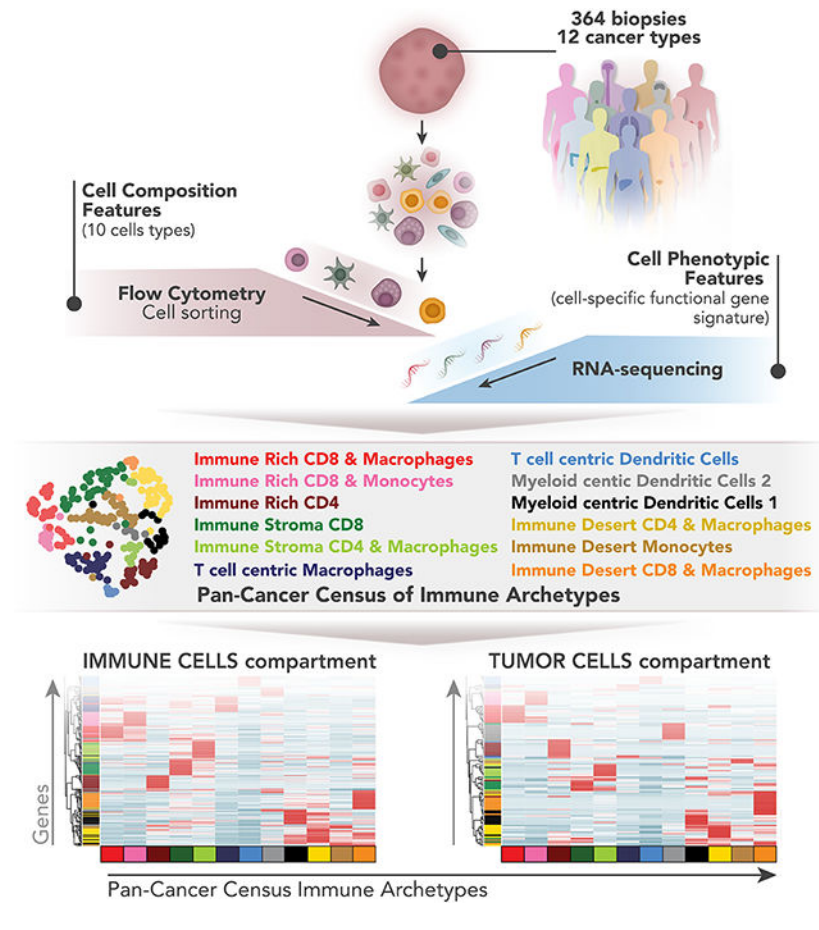 364 biopsies
12 cancer types
Cell Composition
Features
(10 cells types)
Flow Cytometry
Cell sorting
Cell Phenotypic
Features
(cell-specific functional gene
signature)
RNA-sequencing
Immune Rich CD8 & Macrophages
Immune Rich CD8 & Monocytes
Immune Rich CD4
Immune Stroma CD8
Immune Stroma CD4 & Macrophages
T cell centric Macrophages
T cell centric Dendritic Cells
Myeloid centic Dendritic Cells 2
Myeloid centric Dendritic Cells 1
Immune Desert CD4 & Macrophages
Immune Desert Monocytes
Immune Desert CD8 & Macrophages
Pan-Cancer Census of Immune Archetypes
IMMUNE CELLS compartment
TUMOR CELLS compartment
Genes
Pan-Cancer Census Immune Archetypes